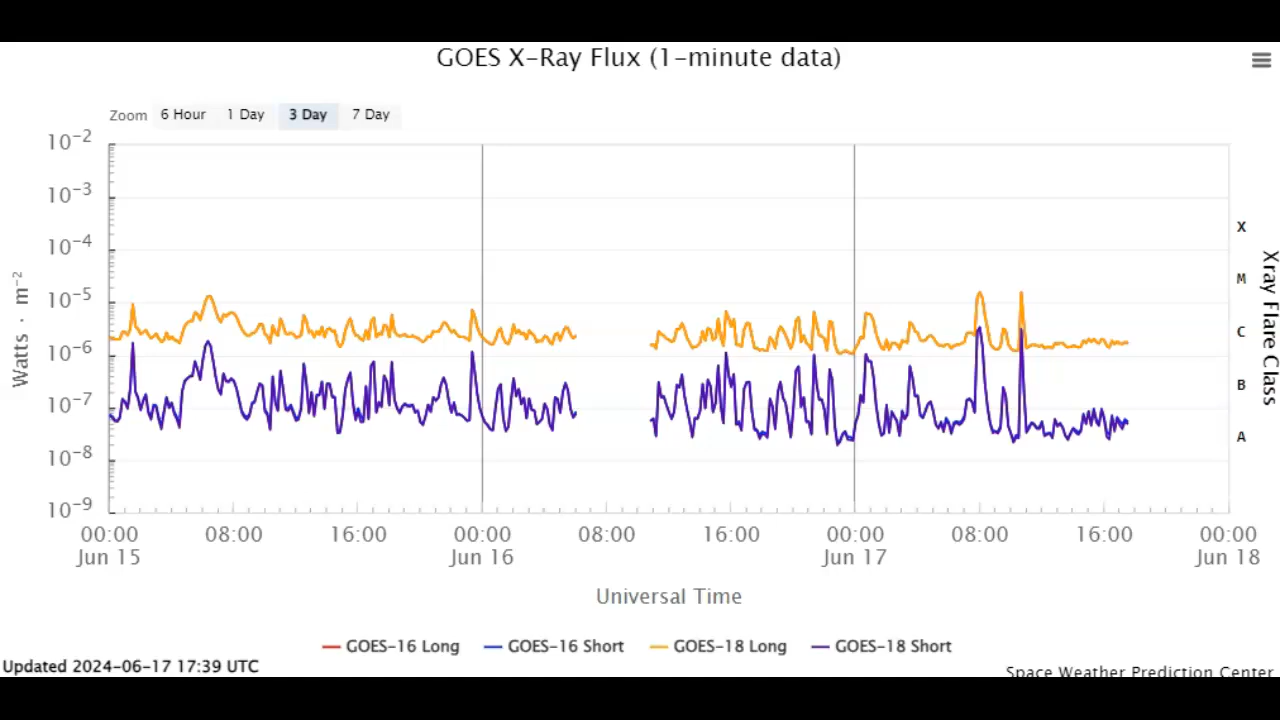 GOES X-Ray Flux (1-minute data)
Zoom 6 Hour 1 Day 3 Day 7 Day
10⁻²
10⁻³
10⁻⁴
10⁻⁵
10⁻⁶
10⁻⁷
10⁻⁸
10⁻⁹
Watts · m⁻²
X
M
C
B
A
Xray Flare Class
00:00 08:00 16:00 00:00 08:00 16:00 00:00 08:00 16:00 00:00
Jun 15 Jun 16 Jun 17 Jun 18
Universal Time
GOES-16 Long GOES-16 Short GOES-18 Long GOES-18 Short
Updated 2024-06-17 17:39 UTC
Space Weather Prediction Center